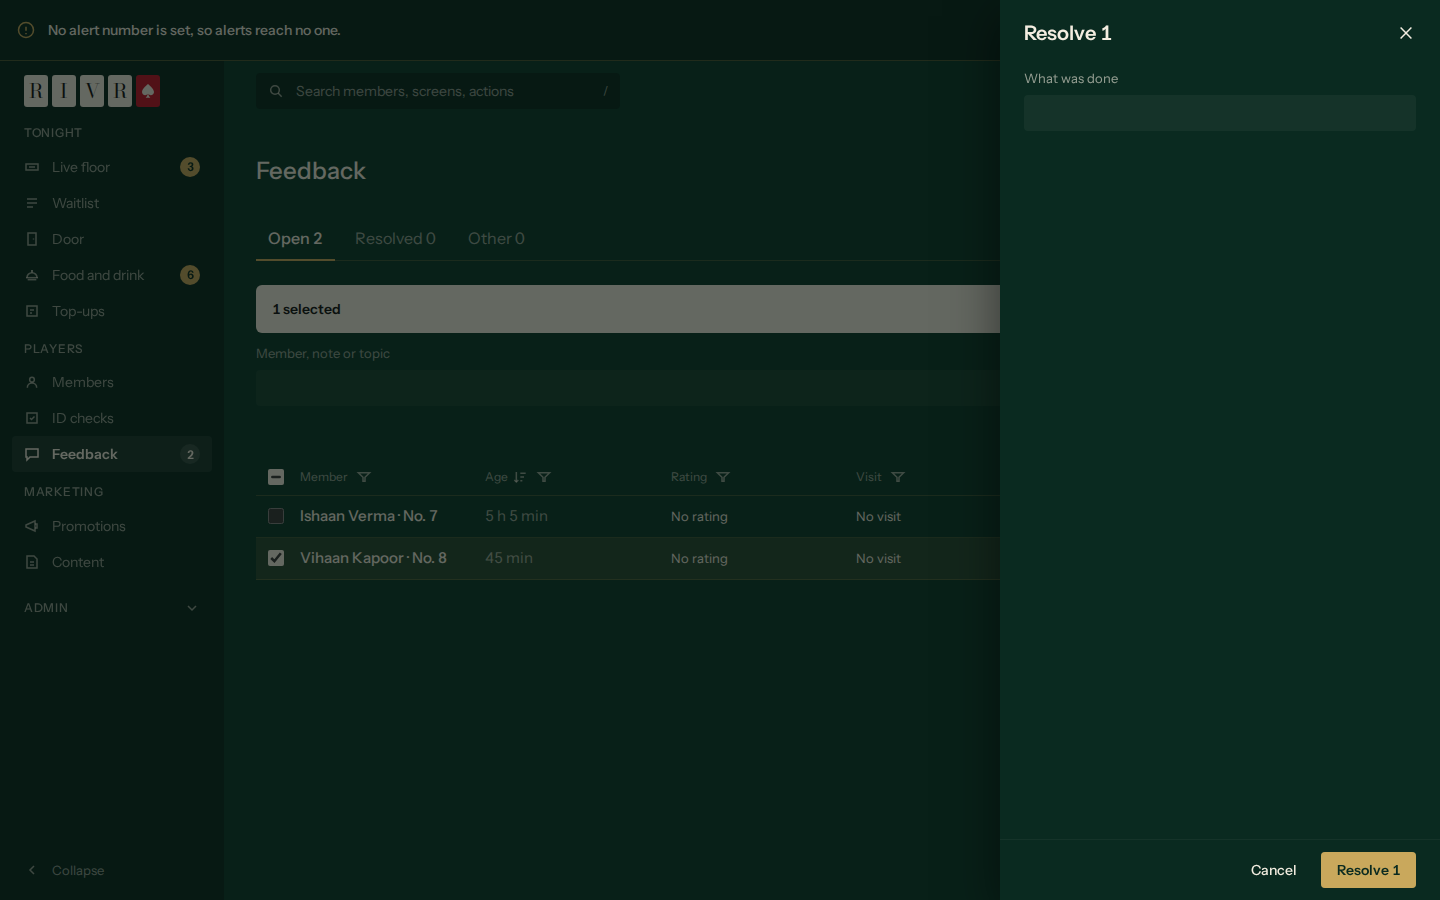 No alert number is set, so alerts reach no one.
R I V R
Search members, screens, actions /
TONIGHT
Live floor 3
Waitlist
Door
Food and drink 6
Top-ups
PLAYERS
Members
ID checks
Feedback 2
MARKETING
Promotions
Content
ADMIN
Collapse
Feedback
Open 2 Resolved 0 Other 0
1 selected
Member, note or topic
Member Age Rating Visit
Ishaan Verma · No. 7 5 h 5 min No rating No visit
Vihaan Kapoor · No. 8 45 min No rating No visit
Resolve 1
What was done
Cancel Resolve 1